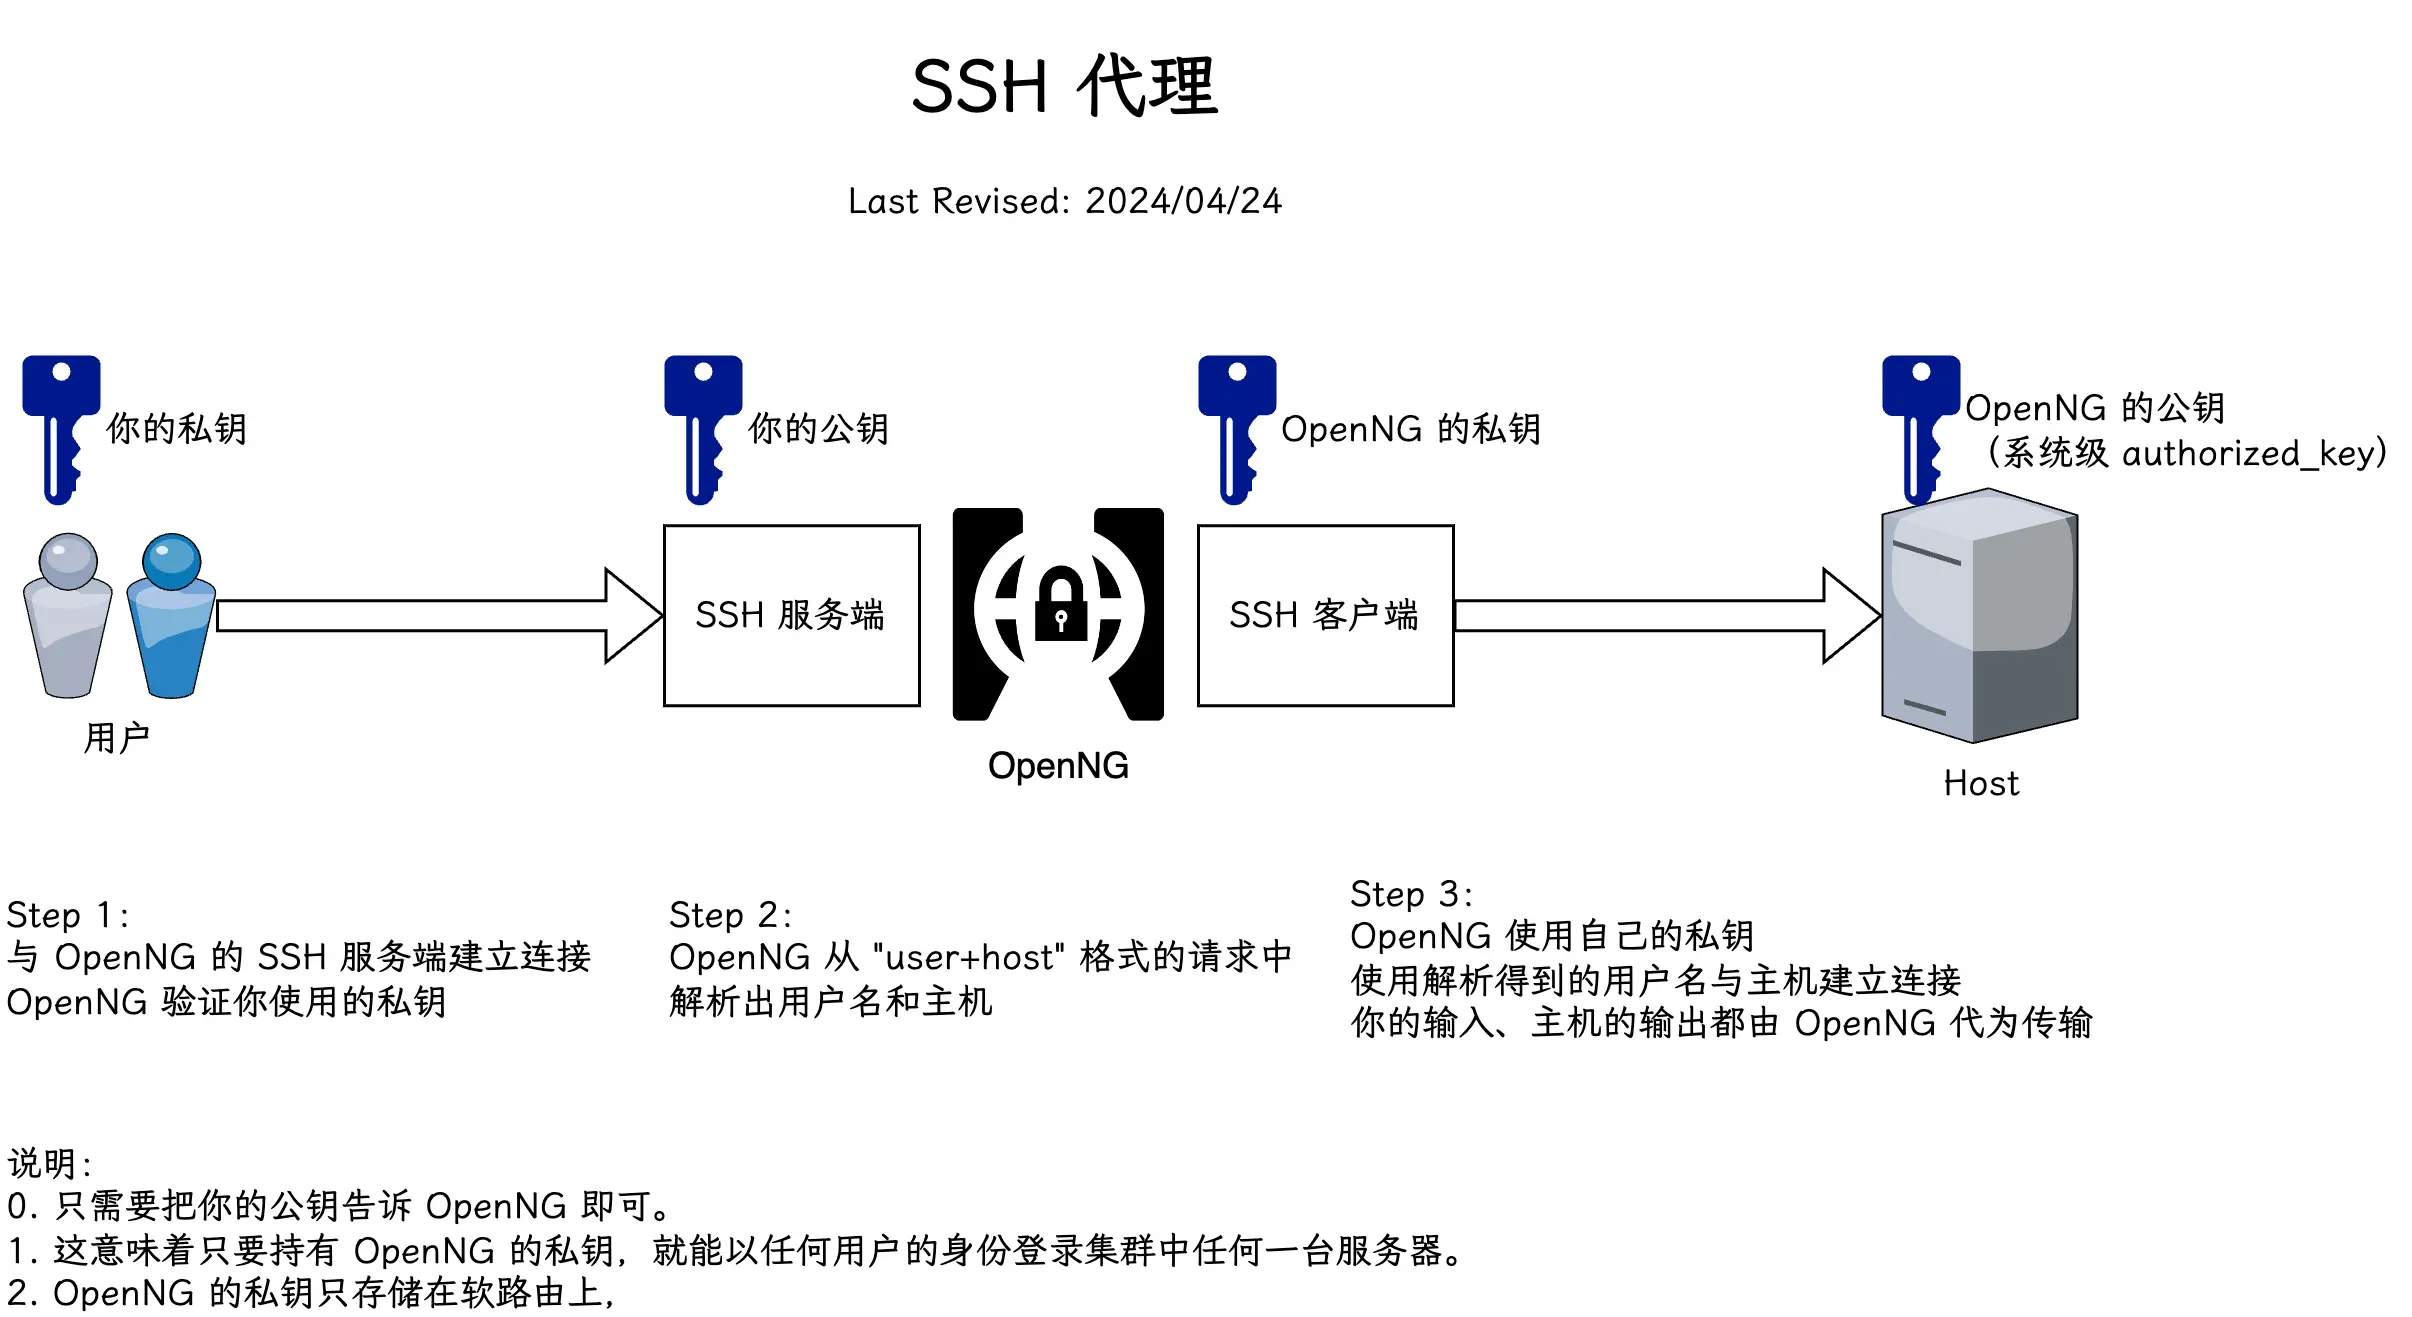 SSH 代理
Last Revised: 2024/04/24
你的私钥
你的公钥
OpenNG 的私钥
OpenNG 的公钥
（系统级 authorized_key）
SSH 服务端
SSH 客户端
用户
OpenNG
Host
Step 1：
与 OpenNG 的 SSH 服务端建立连接
OpenNG 验证你使用的私钥
Step 2：
OpenNG 从 "user+host" 格式的请求中
解析出用户名和主机
Step 3：
OpenNG 使用自己的私钥
使用解析得到的用户名与主机建立连接
你的输入、主机的输出都由 OpenNG 代为传输
说明：
0. 只需要把你的公钥告诉 OpenNG 即可。
1. 这意味着只要持有 OpenNG 的私钥，就能以任何用户的身份登录集群中任何一台服务器。
2. OpenNG 的私钥只存储在软路由上，